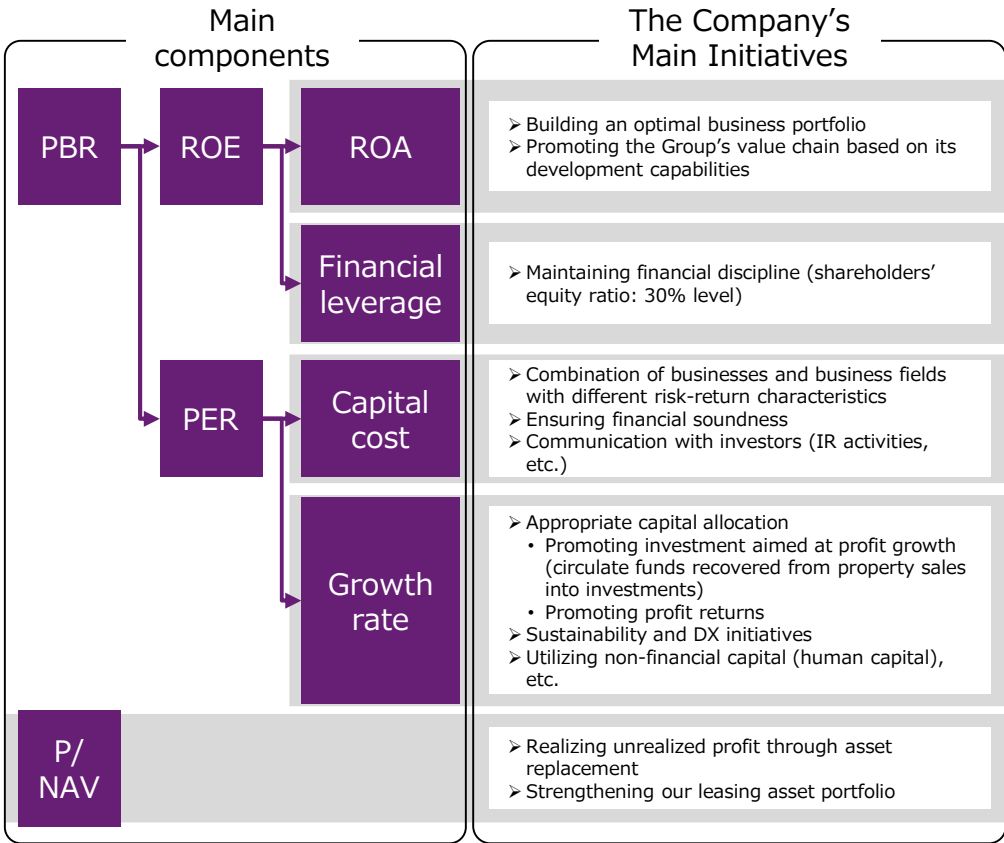 Main
components
The Company’s
Main Initiatives
PBR
ROE
ROA
➢ Building an optimal business portfolio
➢ Promoting the Group’s value chain based on its
development capabilities
Financial
leverage
➢ Maintaining financial discipline (shareholders’
equity ratio: 30% level)
PER
Capital
cost
➢ Combination of businesses and business fields
with different risk-return characteristics
➢ Ensuring financial soundness
➢ Communication with investors (IR activities,
etc.)
Growth
rate
➢ Appropriate capital allocation
• Promoting investment aimed at profit growth
(circulate funds recovered from property sales
into investments)
• Promoting profit returns
➢ Sustainability and DX initiatives
➢ Utilizing non-financial capital (human capital),
etc.
P/
NAV
➢ Realizing unrealized profit through asset
replacement
➢ Strengthening our leasing asset portfolio